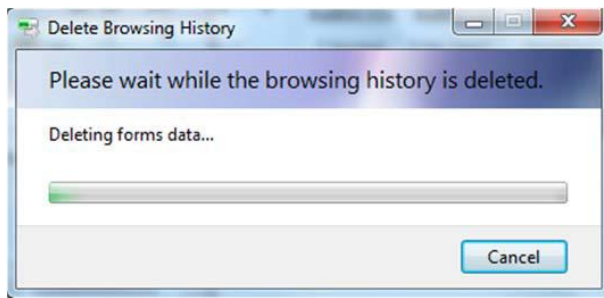 Delete Browsing History
Please wait while the browsing history is deleted.
Deleting forms data...
Cancel